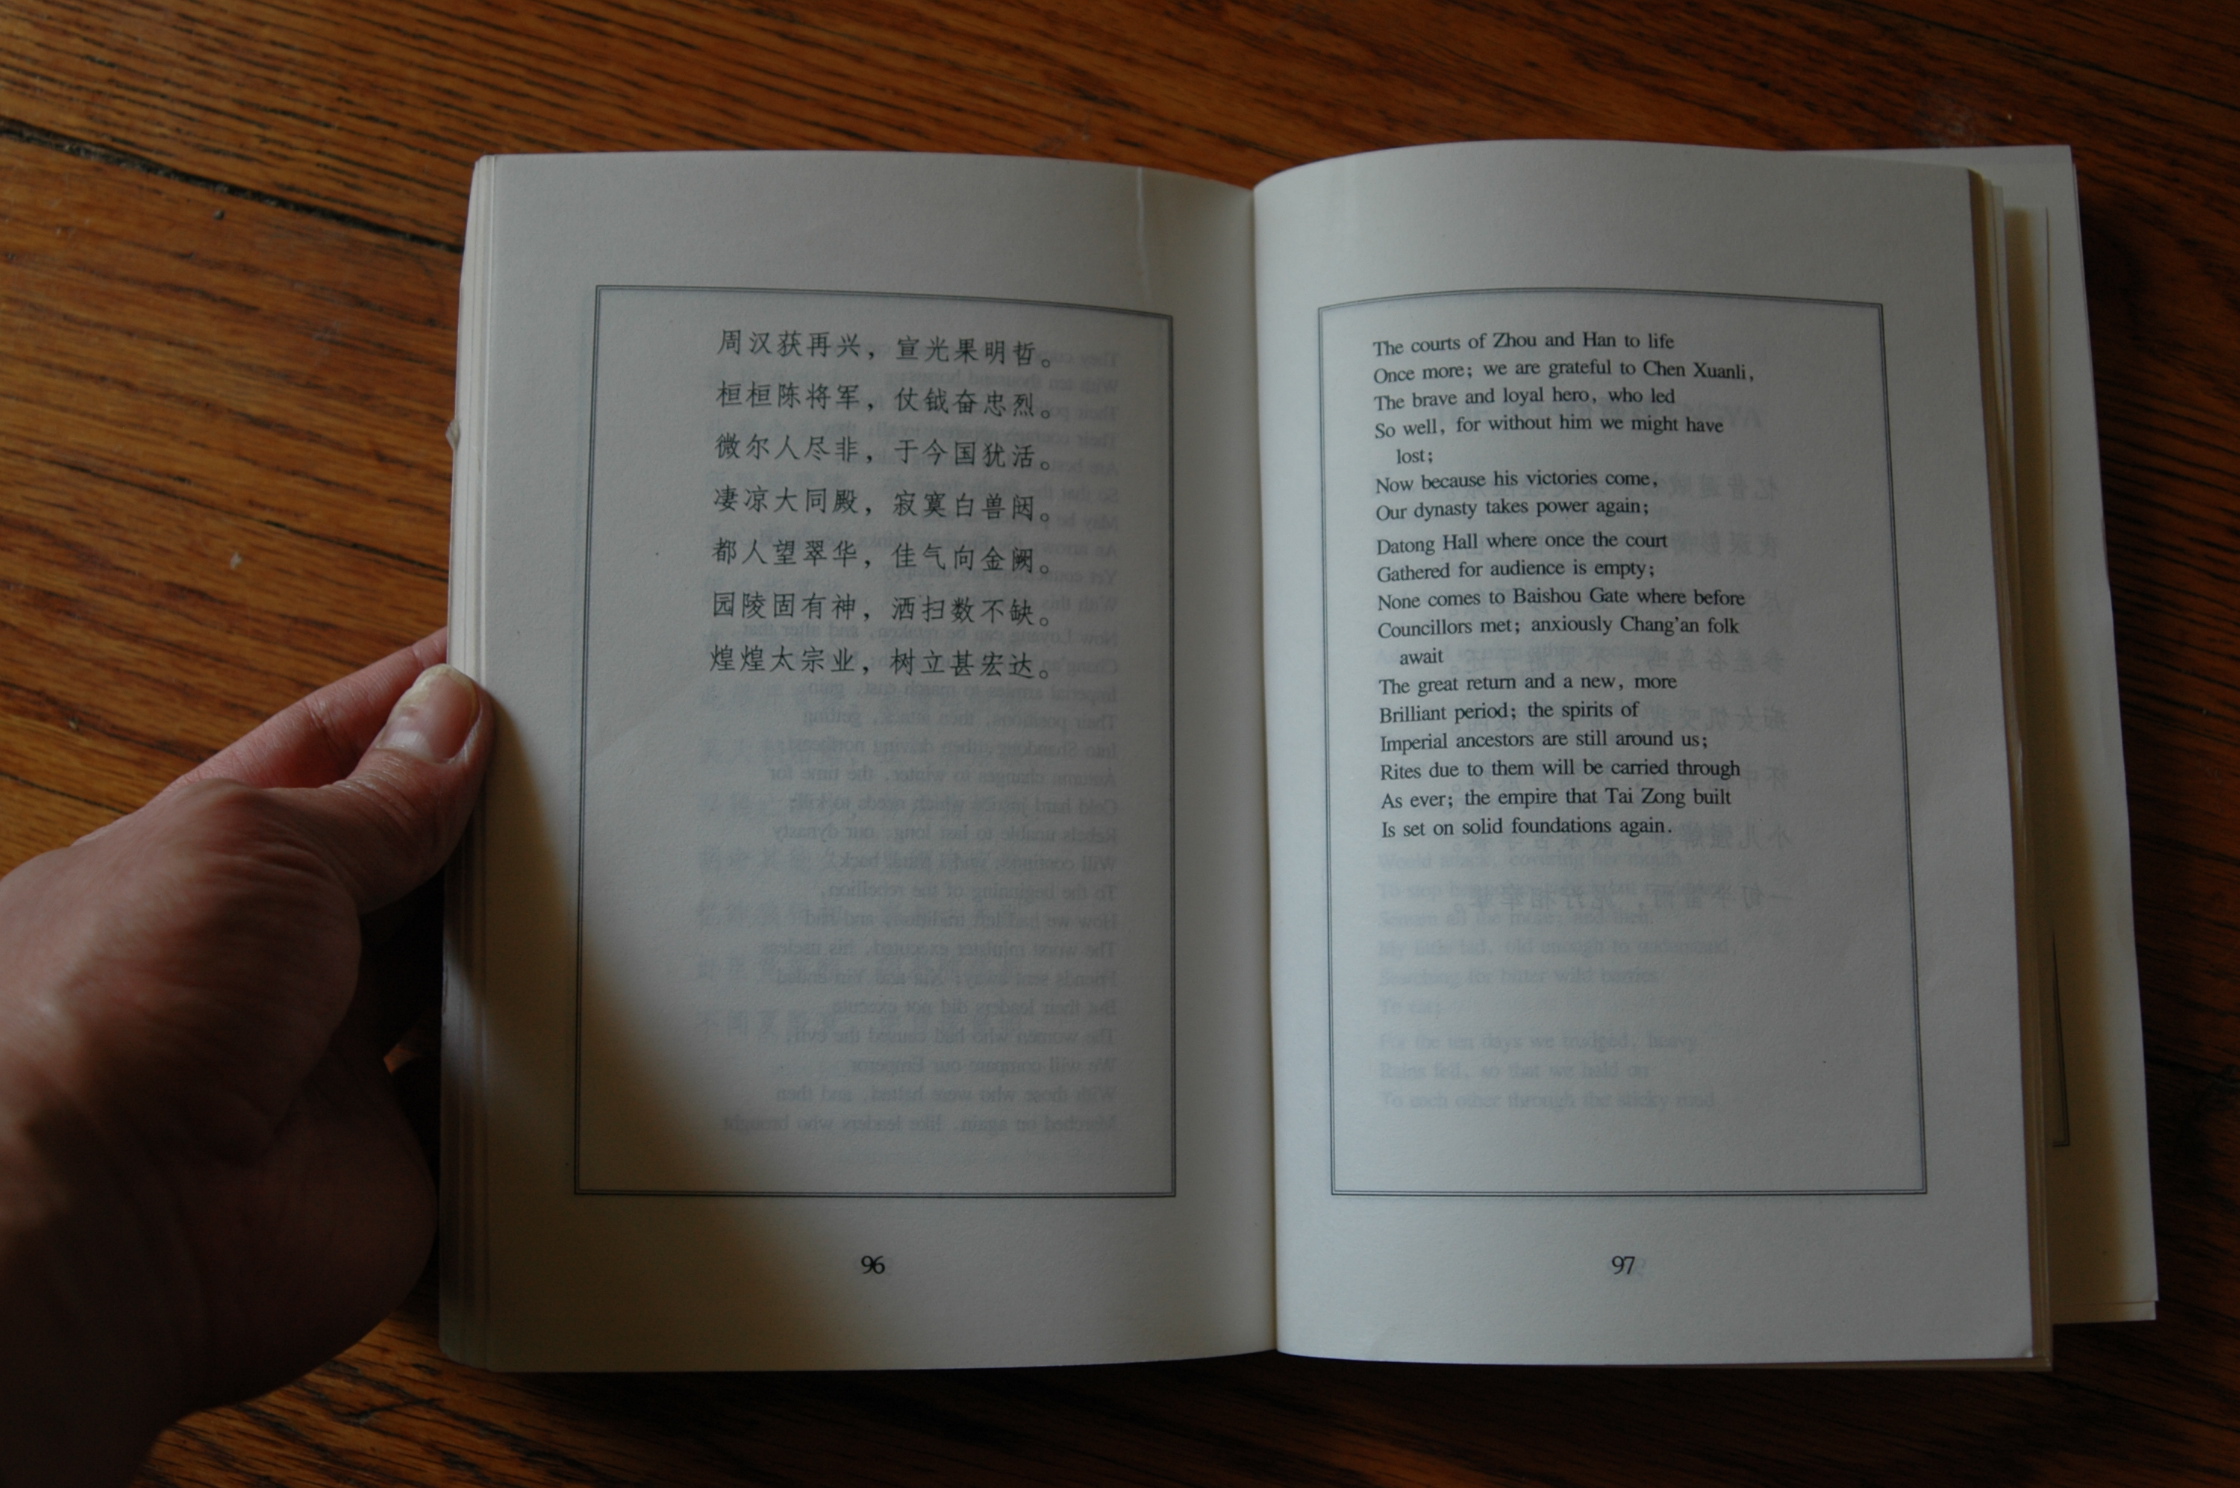 周汉获再兴，宣光果明哲。
桓桓陈将军，仗钺奋忠烈。
微尔人尽非，于今国犹活。
凄凉大同殿，寂寞白兽闼。
都人望翠华，佳气向金阙。
园陵固有神，洒扫数不缺。
煌煌太宗业，树立甚宏达。
96
The courts of Zhou and Han to life
Once more; we are grateful to Chen Xuanli,
The brave and loyal hero, who led
So well, for without him we might have
lost;
Now because his victories come,
Our dynasty takes power again;
Datong Hall where once the court
Gathered for audience is empty;
None comes to Baishou Gate where before
Councillors met; anxiously Chang'an folk
await
The great return and a new, more
Brilliant period; the spirits of
Imperial ancestors are still around us;
Rites due to them will be carried through
As ever; the empire that Tai Zong built
Is set on solid foundations again.
97